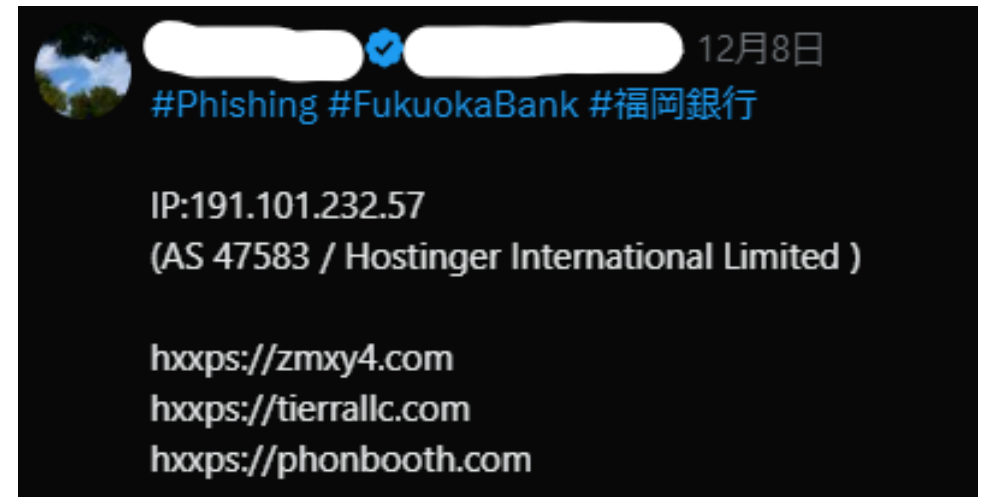 12月8日
#Phishing #FukuokaBank #福岡銀行
IP:191.101.232.57
(AS 47583 / Hostinger International Limited )
hxxps://zmxy4.com
hxxps://tierrallc.com
hxxps://phonbooth.com